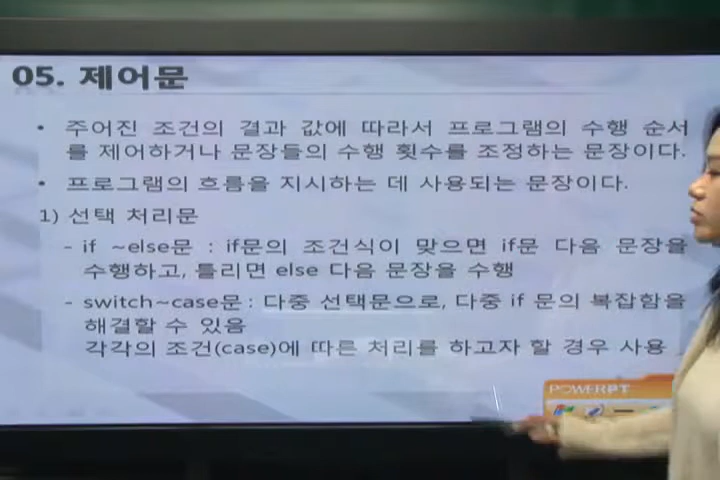 05. 제어문
• 주어진 조건의 결과 값에 따라서 프로그램의 수행 순서
를 제어하거나 문장들의 수행 횟수를 조정하는 문장이다.
• 프로그램의 흐름을 지시하는 데 사용되는 문장이다.
1) 선택 처리문
- if ~else문 : if문의 조건식이 맞으면 if문 다음 문장을
수행하고, 틀리면 else 다음 문장을 수행
- switch~case문 : 다중 선택문으로, 다중 if 문의 복잡함을
해결할 수 있음
각각의 조건(case)에 따른 처리를 하고자 할 경우 사용
POWERPT